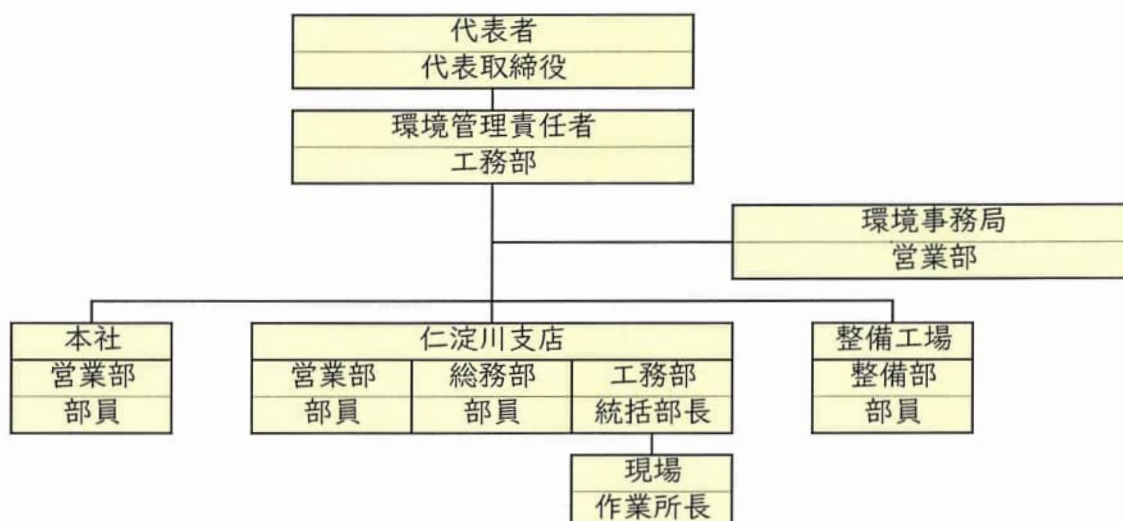 代表者
代表取締役
環境管理責任者
工務部
環境事務局
営業部
本社
営業部
部員
仁淀川支店
営業部
部員
総務部
部員
工務部
統括部長
現場
作業所長
整備工場
整備部
部員